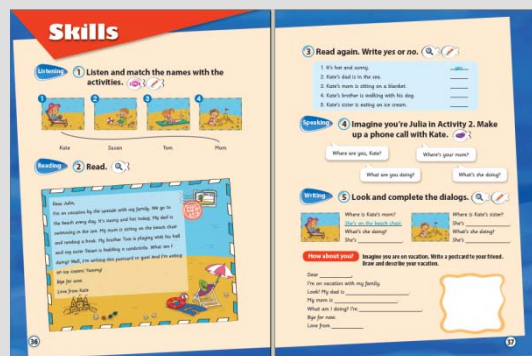 Skills
Listening 1 Listen and match the names with the
activities.
1 2 3 4
Kate Susan Tom Mom
Reading 2 Read.
Dear Julia,
I'm on vacation by the seaside with my family. We go to
the beach every day. It's sunny and hot today. My dad is
swimming in the sea. My mom is sitting on the beach chair
and reading a book. My brother Tom is playing with his ball
and my sister Susan is building a sandcastle. What am I
doing? Well, I'm writing this postcard to you! And I'm eating
an ice cream! Yummy!
Bye for now.
Love from Kate
36
3 Read again. Write yes or no.
1. It's hot and sunny. yes
2. Kate's dad is in the sea.
3. Kate's mom is sitting on a blanket.
4. Kate's brother is walking with his dog.
5. Kate's sister is eating an ice cream.
Speaking 4 Imagine you're Julia in Activity 2. Make
up a phone call with Kate.
Where are you, Kate? Where's your mom?
What are you doing? What's she doing?
Writing 5 Look and complete the dialogs.
Where is Kate's mom?
She's on the beach chair.
What's she doing?
She's
Where is Kate's sister?
She's
What's she doing?
She's
How about you? Imagine you are on vacation. Write a postcard to your friend.
Draw and describe your vacation.
Dear
I'm on vacation with my family.
Look! My dad is
My mom is
What am I doing? I'm
Bye for now.
Love from
37